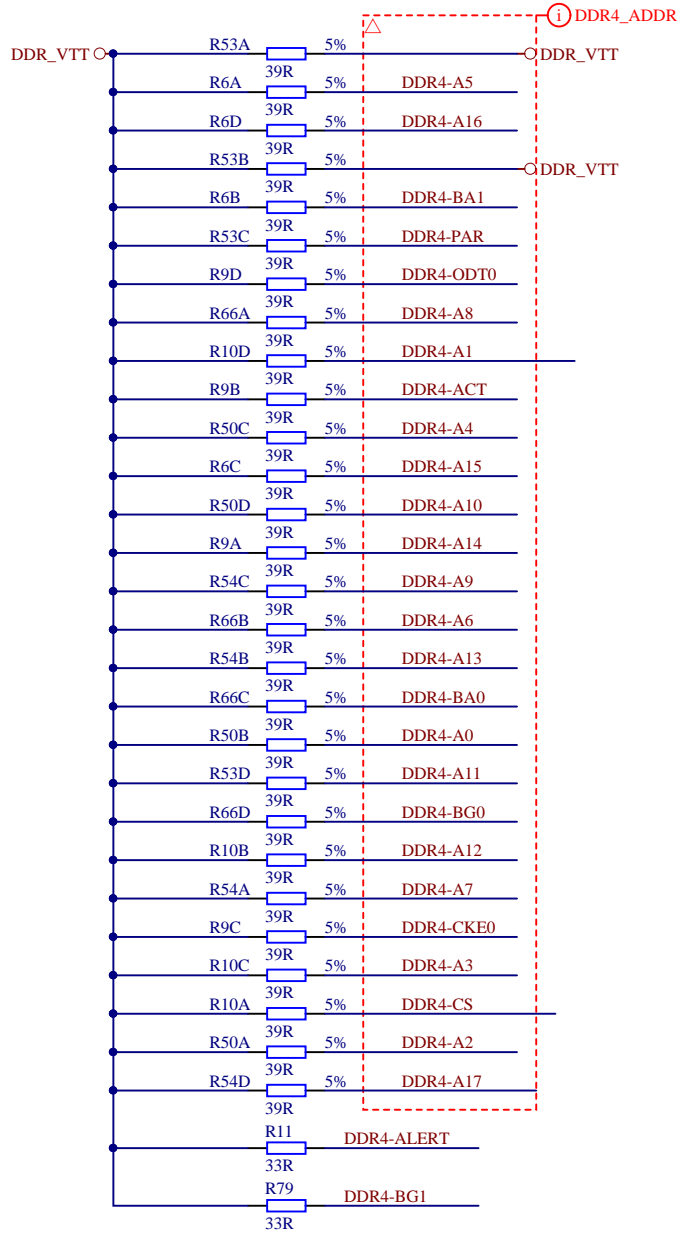 i DDR4_ADDR
DDR_VTT R53A 5% DDR_VTT
39R
R6A 5% DDR4-A5
39R
R6D 5% DDR4-A16
39R
R53B 5% DDR_VTT
39R
R6B 5% DDR4-BA1
39R
R53C 5% DDR4-PAR
39R
R9D 5% DDR4-ODT0
39R
R66A 5% DDR4-A8
39R
R10D 5% DDR4-A1
39R
R9B 5% DDR4-ACT
39R
R50C 5% DDR4-A4
39R
R6C 5% DDR4-A15
39R
R50D 5% DDR4-A10
39R
R9A 5% DDR4-A14
39R
R54C 5% DDR4-A9
39R
R66B 5% DDR4-A6
39R
R54B 5% DDR4-A13
39R
R66C 5% DDR4-BA0
39R
R50B 5% DDR4-A0
39R
R53D 5% DDR4-A11
39R
R66D 5% DDR4-BG0
39R
R10B 5% DDR4-A12
39R
R54A 5% DDR4-A7
39R
R9C 5% DDR4-CKE0
39R
R10C 5% DDR4-A3
39R
R10A 5% DDR4-CS
39R
R50A 5% DDR4-A2
39R
R54D 5% DDR4-A17
39R
R11 DDR4-ALERT
33R
R79 DDR4-BG1
33R